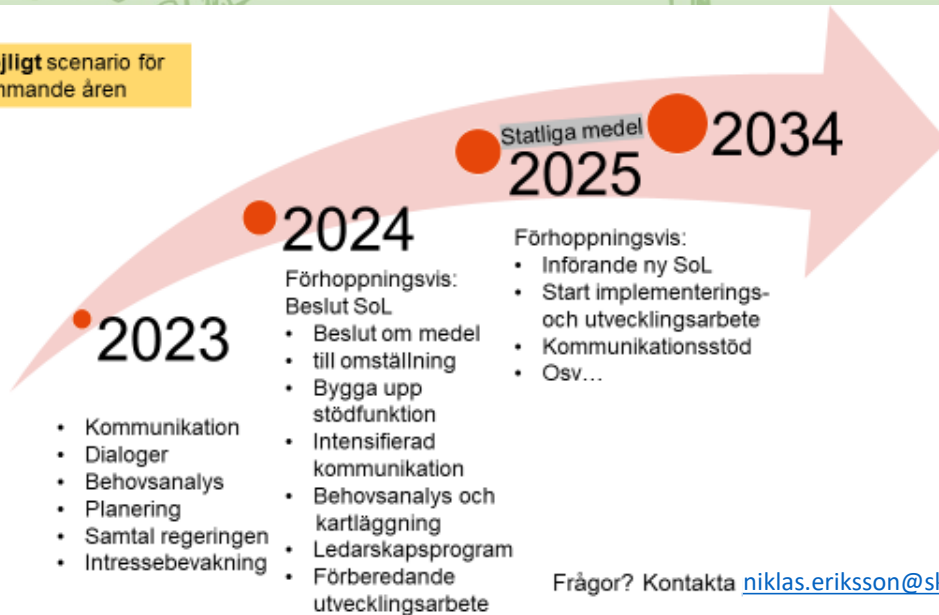 jligt scenario för
mmande åren
2023
• Kommunikation
• Dialoger
• Behovsanalys
• Planering
• Samtal regeringen
• Intressebevakning
2024
Förhoppningsvis:
Beslut SoL
• Beslut om medel
• till omställning
• Bygga upp
stödfunktion
• Intensifierad
kommunikation
• Behovsanalys och
kartläggning
• Ledarskapsprogram
• Förberedande
utvecklingsarbete
Statliga medel
2025
Förhoppningsvis:
• Införande ny SoL
• Start implementerings-
och utvecklingsarbete
• Kommunikationsstöd
• Osv...
2034
Frågor? Kontakta niklas.eriksson@sk